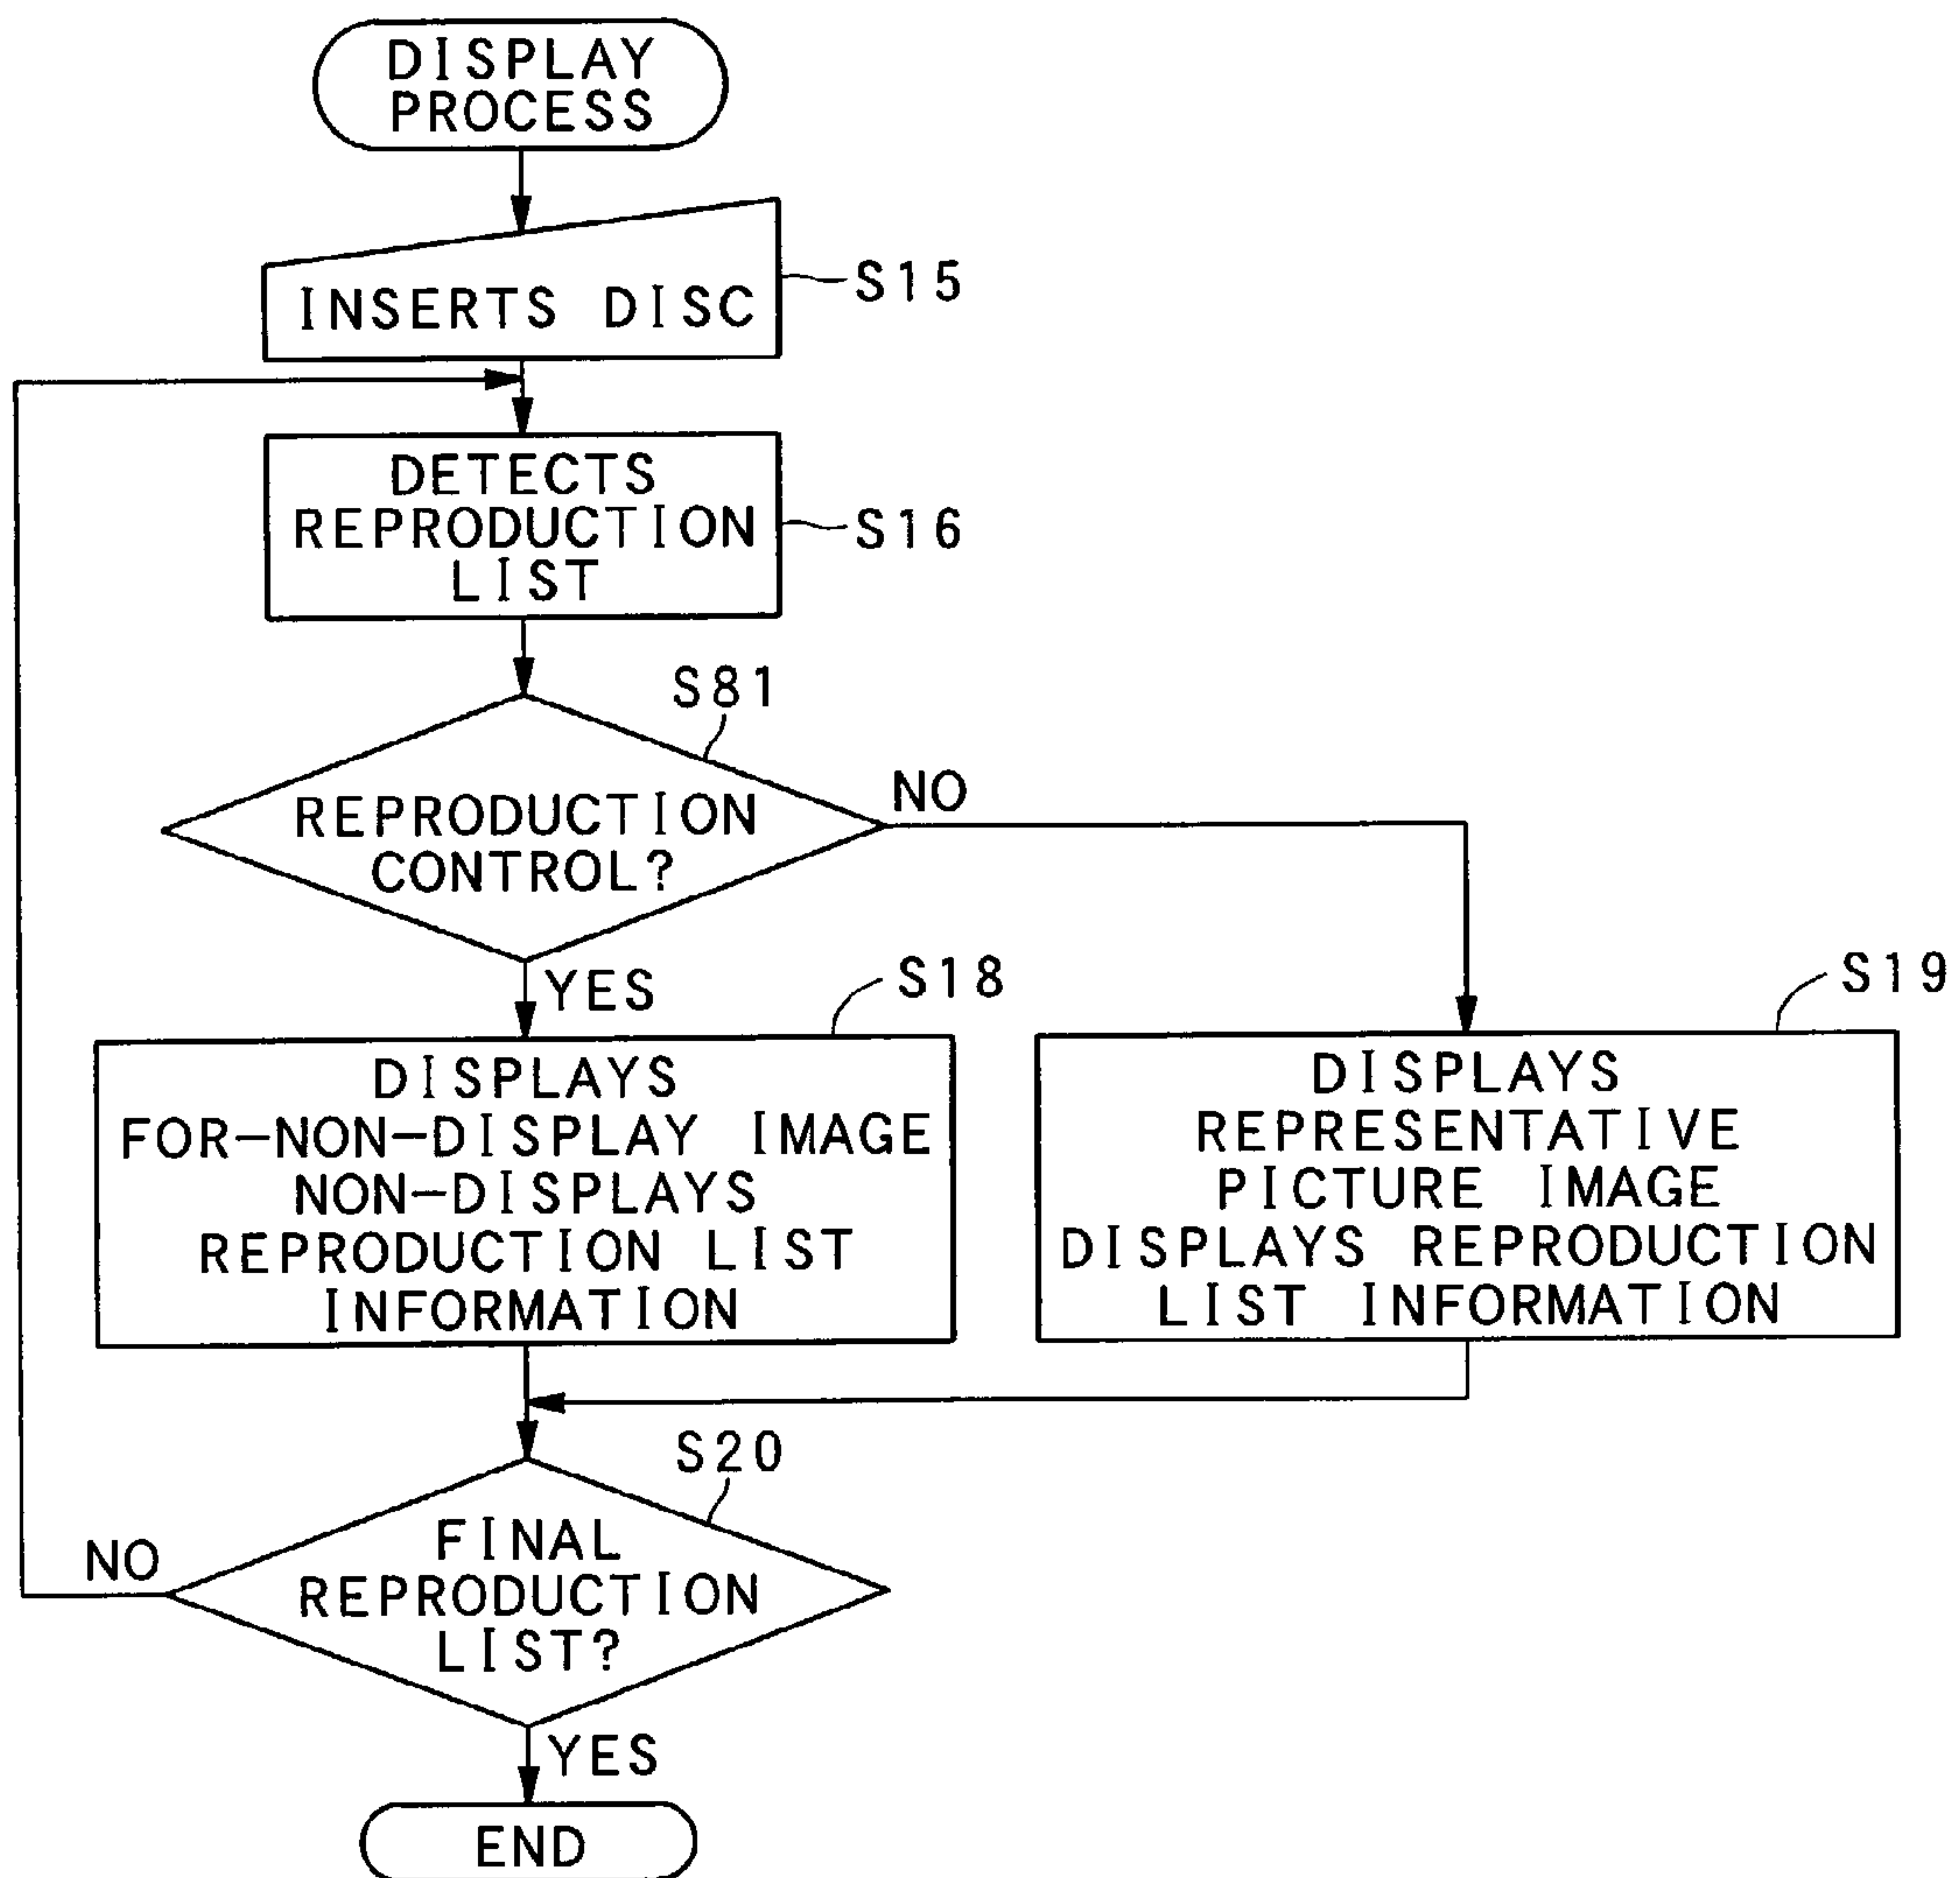 DISPLAY
PROCESS
INSERTS DISC
S15
DETECTS
REPRODUCTION
LIST
S16
S81
REPRODUCTION
CONTROL?
NO
YES
S18
DISPLAYS
FOR-NON-DISPLAY IMAGE
NON-DISPLAYS
REPRODUCTION LIST
INFORMATION
S19
DISPLAYS
REPRESENTATIVE
PICTURE IMAGE
DISPLAYS REPRODUCTION
LIST INFORMATION
S20
FINAL
REPRODUCTION
LIST?
NO
YES
END